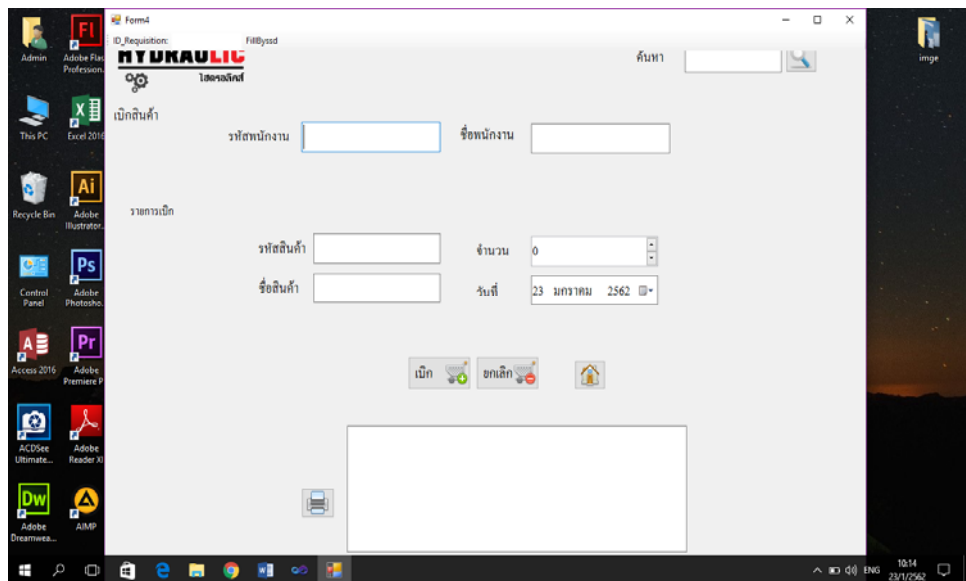 Form4
ID_Requisition: FillByssd
HYDRAULIC
ไฮดรอลิกส์
ค้นหา
เบิกสินค้า
รหัสพนักงาน
ชื่อพนักงาน
รายการเบิก
รหัสสินค้า
จำนวน 0
ชื่อสินค้า
วันที่ 23 มกราคม 2562
เบิก
ยกเลิก
Admin
Adobe Flas
Profession.
This PC
Excel 2016
Recycle Bin
Adobe
Illustrator..
Control
Panel
Adobe
Photosho..
Access 2016
Adobe
Premiere P
ACDSee
Ultimate...
Adobe
Reader XI
Adobe
Dreamwea...
AIMP
imge
ENG
10:14
23/1/2562